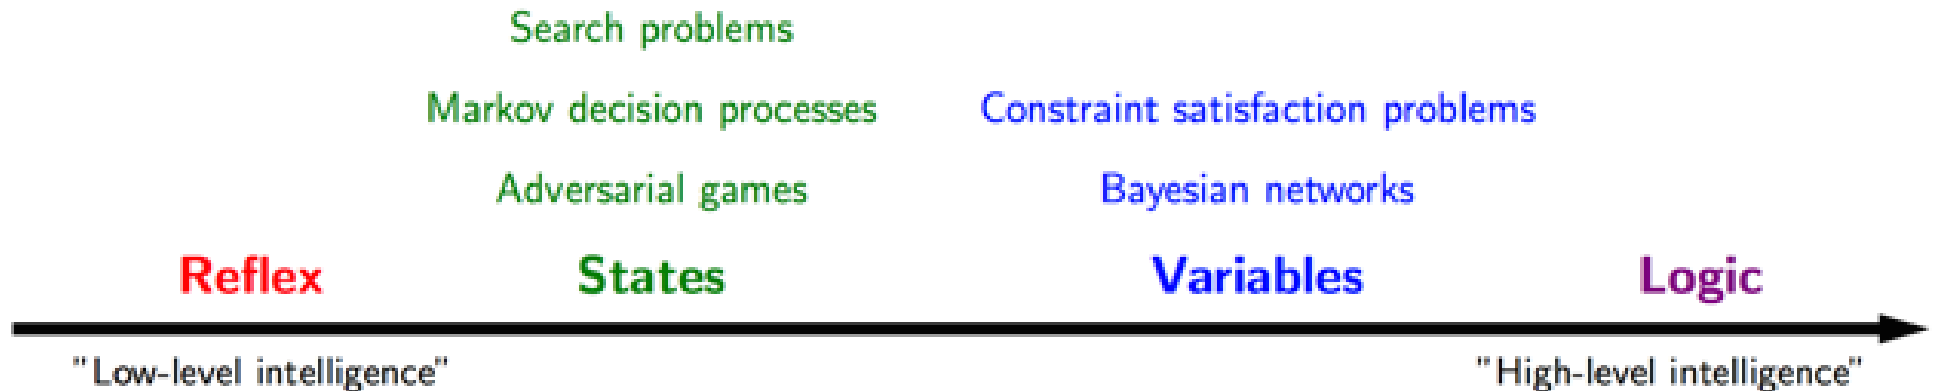 Search problems
Markov decision processes Constraint satisfaction problems
Adversarial games Bayesian networks
Reflex States Variables Logic
"Low-level intelligence" "High-level intelligence"